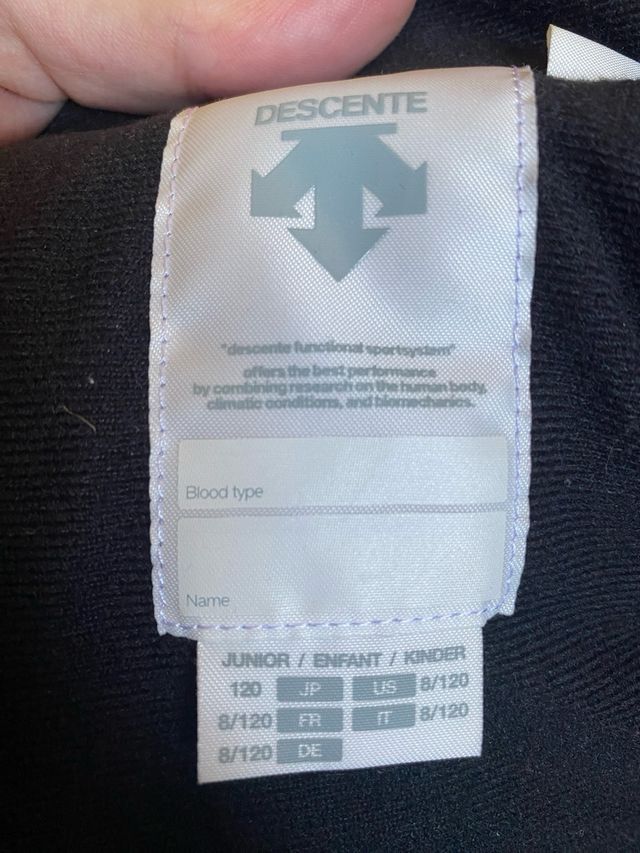 DESCENTE
"descente functional sportsystem"
offers the best performance
by combining research on the human body,
climatic conditions, and biomechanics.
Blood type
Name
JUNIOR / ENFANT / KINDER
120 JP US 8/120
8/120 FR IT 8/120
8/120 DE